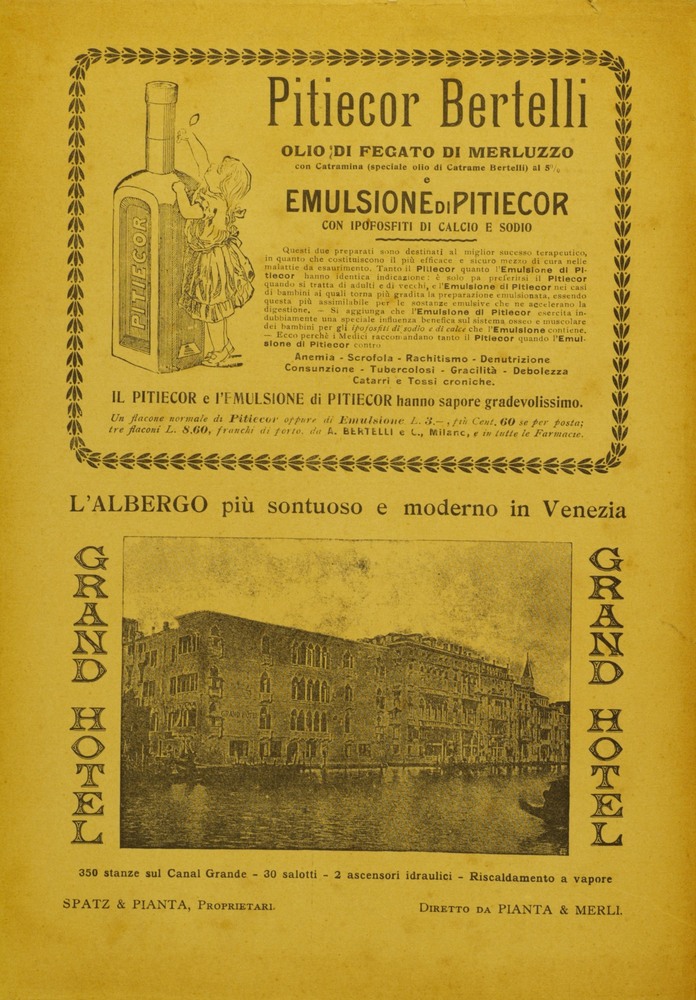 Pitiecor Bertelli
OLIO DI FEGATO DI MERLUZZO
con Catramina (speciale olio di Catrame Bertelli) al 5%
e
EMULSIONE DI PITIECOR
CON IPOFOSFITI DI CALCIO E SODIO
PITIECOR
Questi due preparati sono destinati al miglior successo terapeutico,
in quanto che costituiscono il più efficace e sicuro mezzo di cura nelle
malattie da esaurimento. Tanto il Pitiecor quanto l'Emulsione di Pi-
tiecor hanno identica indicazione: è solo pa preferirsi il Pitiecor
quando si tratta di adulti e di vecchi, e l'Emulsione di Pitiecor nei casi
di bambini ai quali torna più gradita la preparazione emulsionata, essendo
questa più assimilabile per le sostanze emulsive che ne accelerano la
digestione. - Si aggiunga che l'Emulsione di Pitiecor esercita in-
dubbiamente una speciale influenza benefica sul sistema osseo e muscolare
dei bambini per gli ipofosfiti di sodio e di calce che l'Emulsione contiene.
- Ecco perchè i Medici raccomandano tanto il Pitiecor quando l'Emul-
sione di Pitiecor contro
Anemia - Scrofola - Rachitismo - Denutrizione
Consunzione - Tubercolosi - Gracilità - Debolezza
Catarri e Tossi croniche.
IL PITIECOR e l'EMULSIONE di PITIECOR hanno sapore gradevolissimo.
Un flacone normale di Pitiecor oppure di Emulsione L. 3.-, più Cent. 60 se per posta;
tre flaconi L. 8,60, franchi di porto, da A. BERTELLI e C., Milano, e in tutte le Farmacie.
L'ALBERGO più sontuoso e moderno in Venezia
GRAND HOTEL
GRAND HOTEL
350 stanze sul Canal Grande - 30 salotti - 2 ascensori idraulici - Riscaldamento a vapore
SPATZ & PIANTA, PROPRIETARI.
DIRETTO DA PIANTA & MERLI.